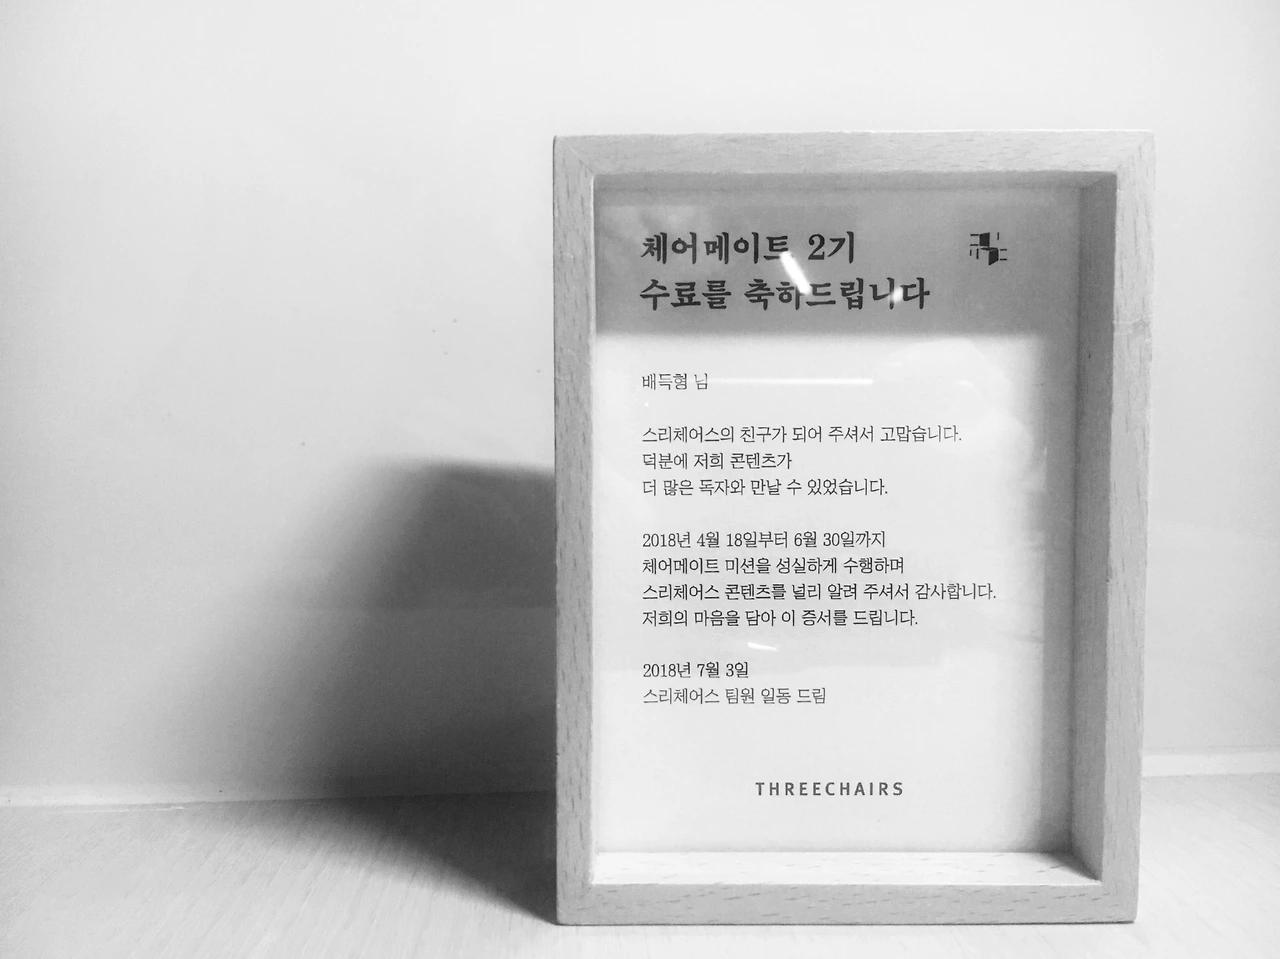 체어메이트 2기
수료를 축하드립니다
배득형 님
스리체어스의 친구가 되어 주셔서 고맙습니다.
덕분에 저희 콘텐츠가
더 많은 독자와 만날 수 있었습니다.
2018년 4월 18일부터 6월 30일까지
체어메이트 미션을 성실하게 수행하며
스리체어스 콘텐츠를 널리 알려 주셔서 감사합니다.
저희의 마음을 담아 이 증서를 드립니다.
2018년 7월 3일
스리체어스 팀원 일동 드림
THREECHAIRS